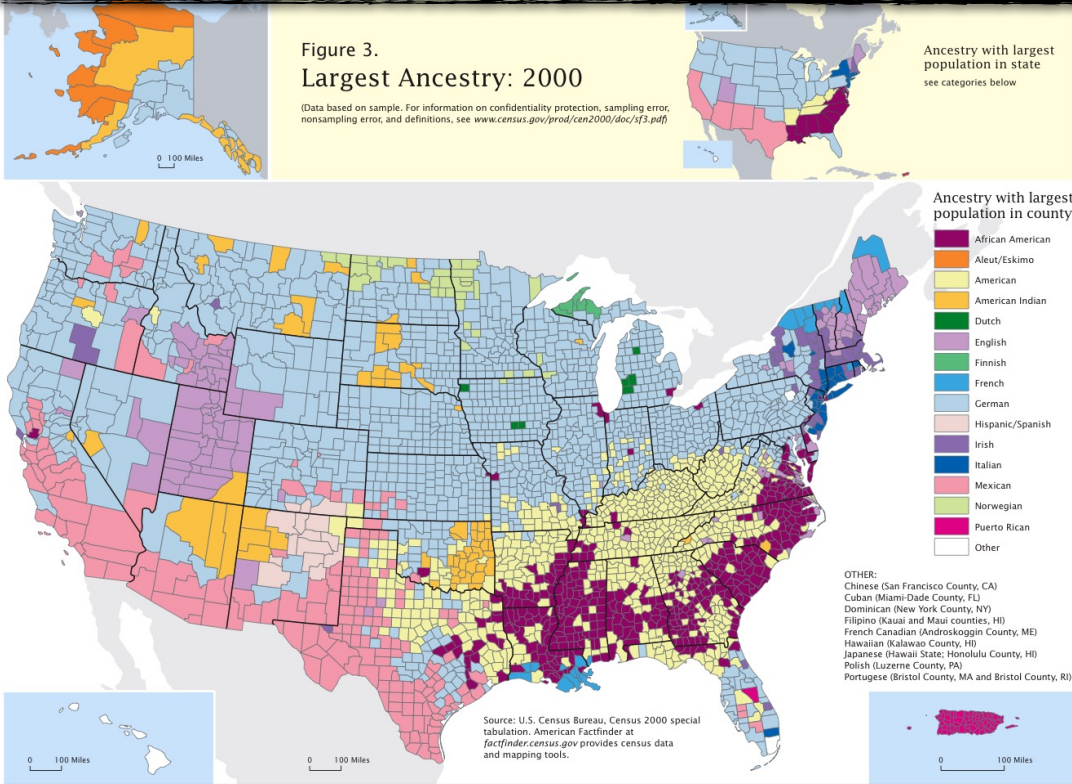 Figure 3.
Largest Ancestry: 2000
(Data based on sample. For information on confidentiality protection, sampling error,
nonsampling error, and definitions, see www.census.gov/prod/cen2000/doc/sf3.pdf)
0 100 Miles
Ancestry with largest
population in state
see categories below
Ancestry with largest
population in county
African American
Aleut/Eskimo
American
American Indian
Dutch
English
Finnish
French
German
Hispanic/Spanish
Irish
Italian
Mexican
Norwegian
Puerto Rican
Other
OTHER:
Chinese (San Francisco County, CA)
Cuban (Miami-Dade County, FL)
Dominican (New York County, NY)
Filipino (Kauai and Maui counties, HI)
French Canadian (Androskoggin County, ME)
Hawaiian (Kalawao County, HI)
Japanese (Hawaii State; Honolulu County, HI)
Polish (Luzerne County, PA)
Portugese (Bristol County, MA and Bristol County, RI)
Source: U.S. Census Bureau, Census 2000 special
tabulation. American Factfinder at
factfinder.census.gov provides census data
and mapping tools.
0 100 Miles
0 100 Miles
0 100 Miles